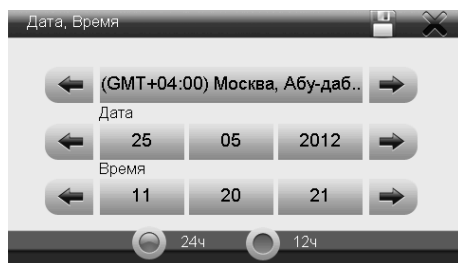 Дата, Время
(GMT+04:00) Москва, Абу-даб..
Дата
25 05 2012
Время
11 20 21
24ч 12ч